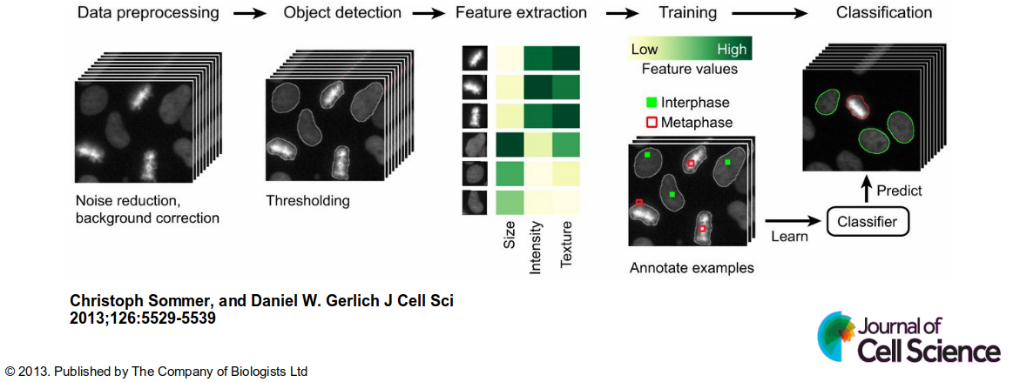 Data preprocessing
Object detection
Feature extraction
Training
Classification
Noise reduction,
background correction
Thresholding
Size
Intensity
Texture
Low
High
Feature values
Interphase
Metaphase
Annotate examples
Learn
Classifier
Predict
Christoph Sommer, and Daniel W. Gerlich J Cell Sci
2013;126:5529-5539
Journal of
Cell Science
© 2013. Published by The Company of Biologists Ltd